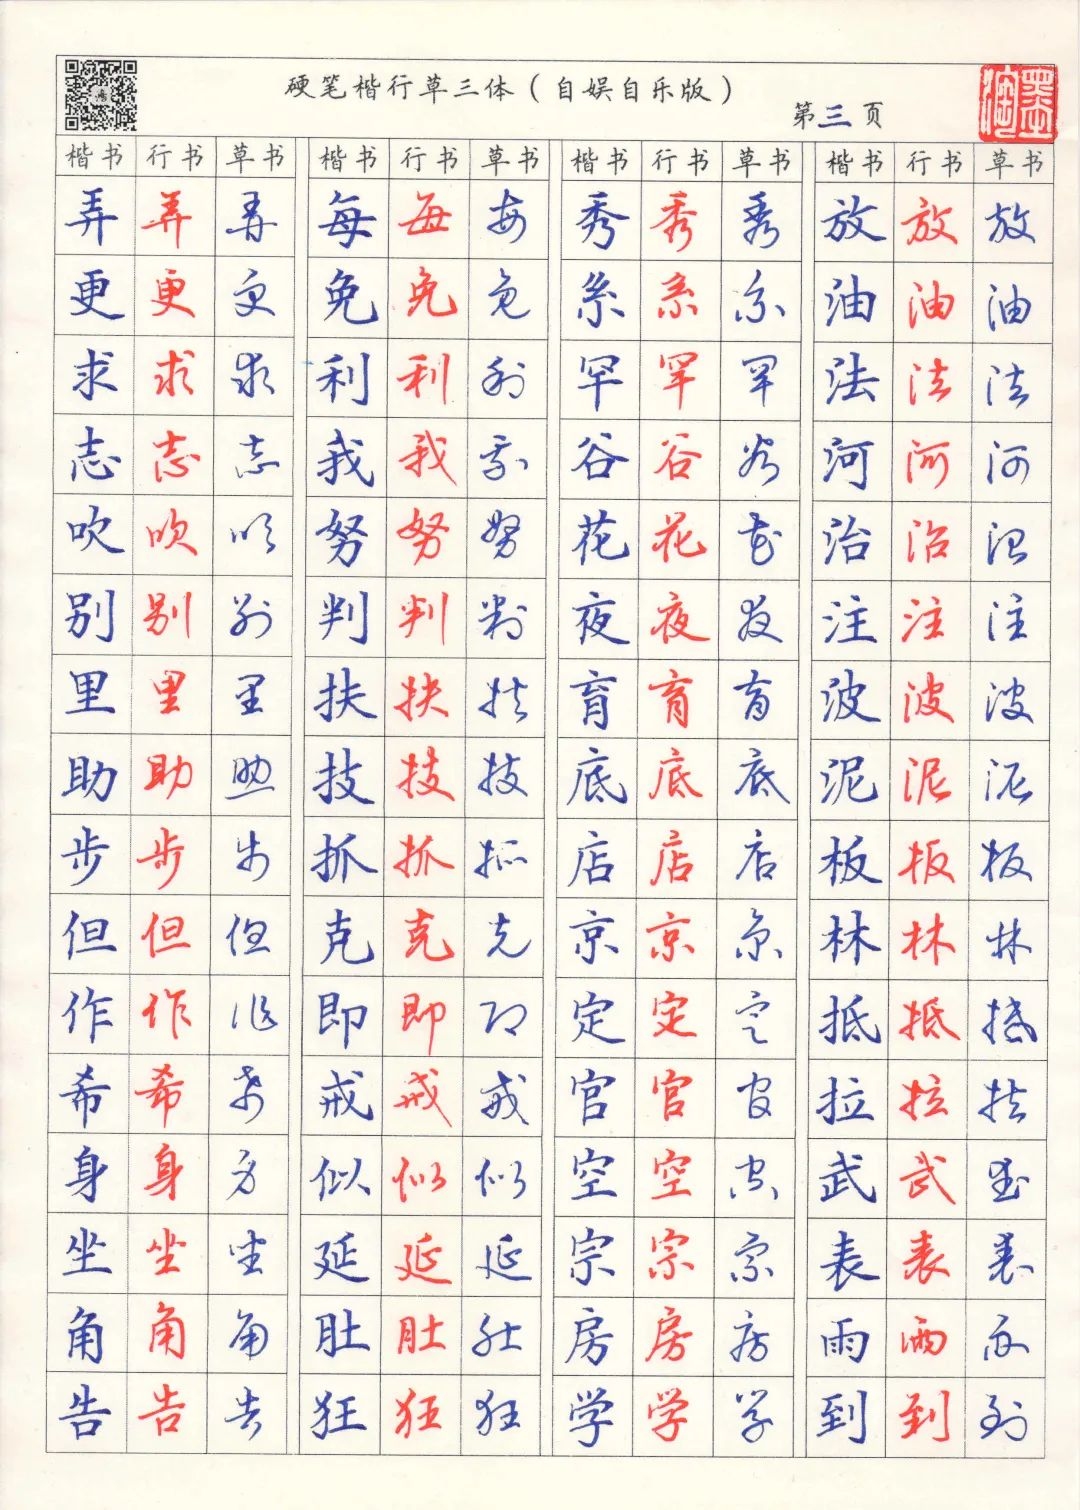 硬笔楷行草三体（自娱自乐版）
第三页
楷书 行书 草书 楷书 行书 草书 楷书 行书 草书 楷书 行书 草书
弄 弄 弄 每 每 每 秀 秀 秀 放 放 放
更 更 更 免 免 免 系 系 系 油 油 油
求 求 求 利 利 利 罕 罕 罕 法 法 法
志 志 志 我 我 我 谷 谷 谷 河 河 河
吹 吹 吹 努 努 努 花 花 花 治 治 治
别 别 别 判 判 判 夜 夜 夜 注 注 注
里 里 里 扶 扶 扶 育 育 育 波 波 波
助 助 助 技 技 技 底 底 底 泥 泥 泥
步 步 步 抓 抓 抓 店 店 店 板 板 板
但 但 但 克 克 克 京 京 京 林 林 林
作 作 作 即 即 即 定 定 定 抵 抵 抵
希 希 希 戒 戒 戒 官 官 官 拉 拉 拉
身 身 身 似 似 似 空 空 空 武 武 武
坐 坐 坐 延 延 延 宗 宗 宗 表 表 表
角 角 角 肚 肚 肚 房 房 房 雨 雨 雨
告 告 告 狂 狂 狂 学 学 学 到 到 到